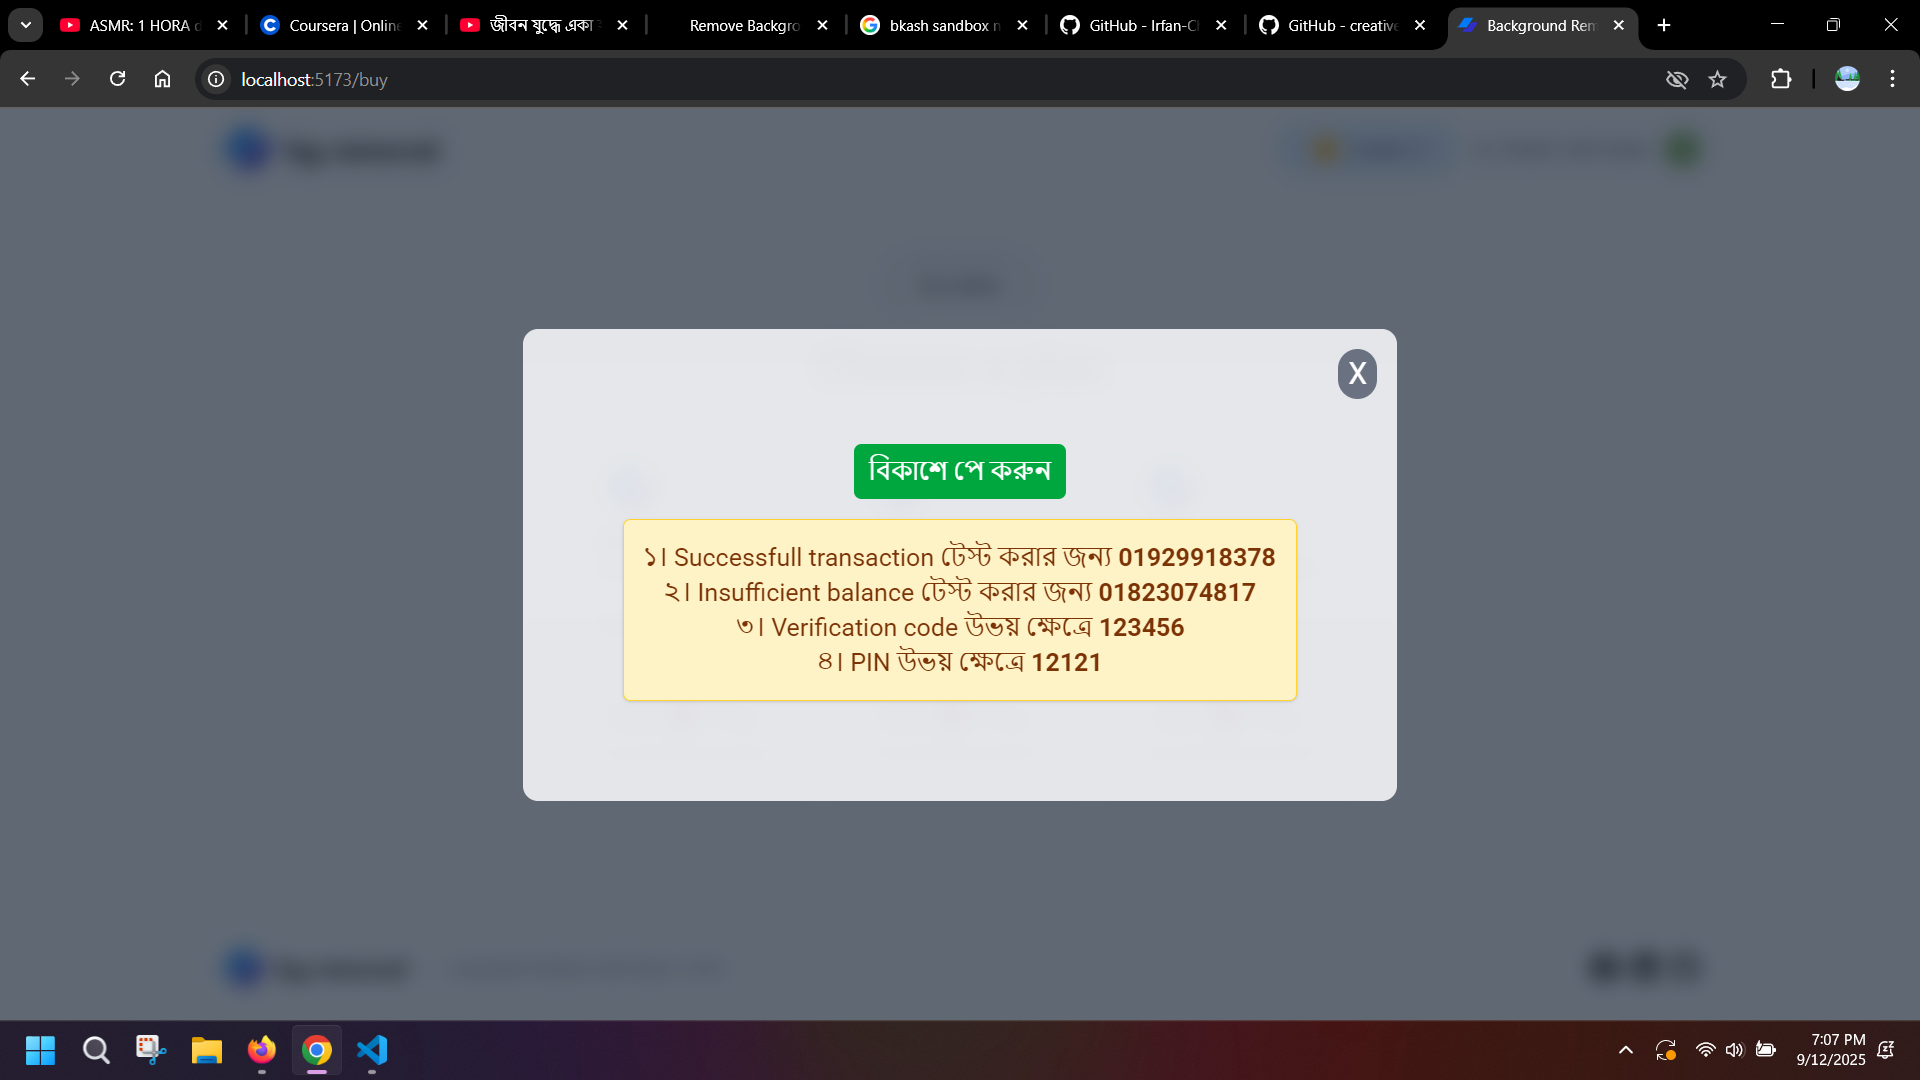 ASMR: 1 HORA d
Coursera | Online
জীবন যুদ্ধে একা
Remove Backgro
bkash sandbox n
GitHub - Irfan-Ch
GitHub - creative
Background Rem
localhost:5173/buy
X
বিকাশে পে করুন
১। Successfull transaction টেস্ট করার জন্য 01929918378
২। Insufficient balance টেস্ট করার জন্য 01823074817
৩। Verification code উভয় ক্ষেত্রে 123456
৪। PIN উভয় ক্ষেত্রে 12121
7:07 PM
9/12/2025